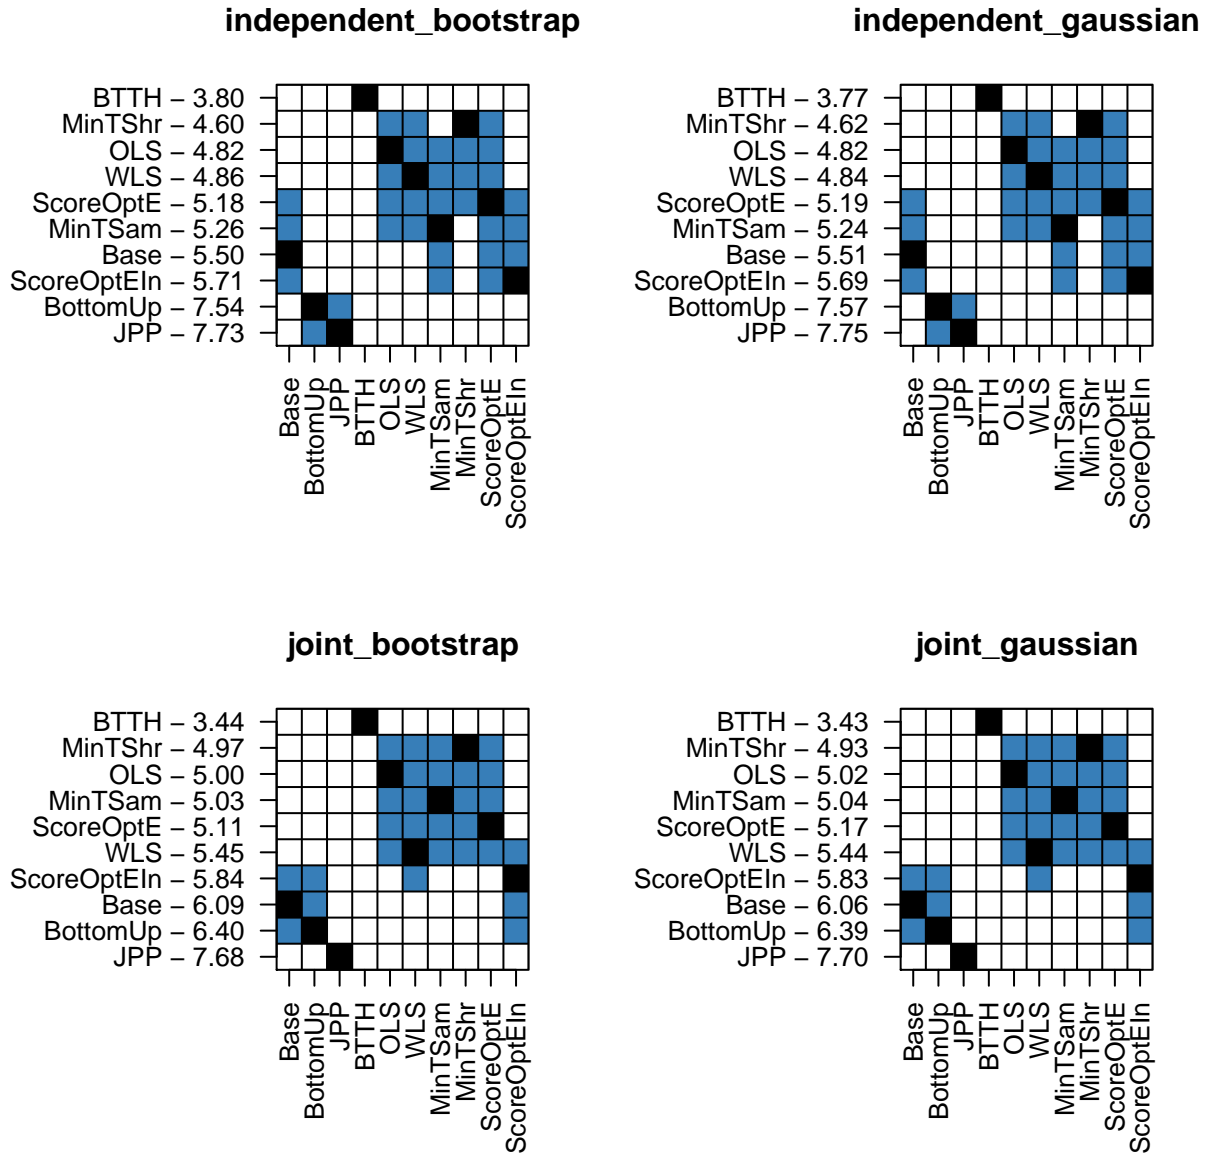 independent_bootstrap
BTTH – 3.80
MinTShr – 4.60
OLS – 4.82
WLS – 4.86
ScoreOptE – 5.18
MinTSam – 5.26
Base – 5.50
ScoreOptEIn – 5.71
BottomUp – 7.54
JPP – 7.73
Base
BottomUp
JPP
BTTH
OLS
WLS
MinTSam
MinTShr
ScoreOptE
ScoreOptEIn
independent_gaussian
BTTH – 3.77
MinTShr – 4.62
OLS – 4.82
WLS – 4.84
ScoreOptE – 5.19
MinTSam – 5.24
Base – 5.51
ScoreOptEIn – 5.69
BottomUp – 7.57
JPP – 7.75
Base
BottomUp
JPP
BTTH
OLS
WLS
MinTSam
MinTShr
ScoreOptE
ScoreOptEIn
joint_bootstrap
BTTH – 3.44
MinTShr – 4.97
OLS – 5.00
MinTSam – 5.03
ScoreOptE – 5.11
WLS – 5.45
ScoreOptEIn – 5.84
Base – 6.09
BottomUp – 6.40
JPP – 7.68
Base
BottomUp
JPP
BTTH
OLS
WLS
MinTSam
MinTShr
ScoreOptE
ScoreOptEIn
joint_gaussian
BTTH – 3.43
MinTShr – 4.93
OLS – 5.02
MinTSam – 5.04
ScoreOptE – 5.17
WLS – 5.44
ScoreOptEIn – 5.83
Base – 6.06
BottomUp – 6.39
JPP – 7.70
Base
BottomUp
JPP
BTTH
OLS
WLS
MinTSam
MinTShr
ScoreOptE
ScoreOptEIn